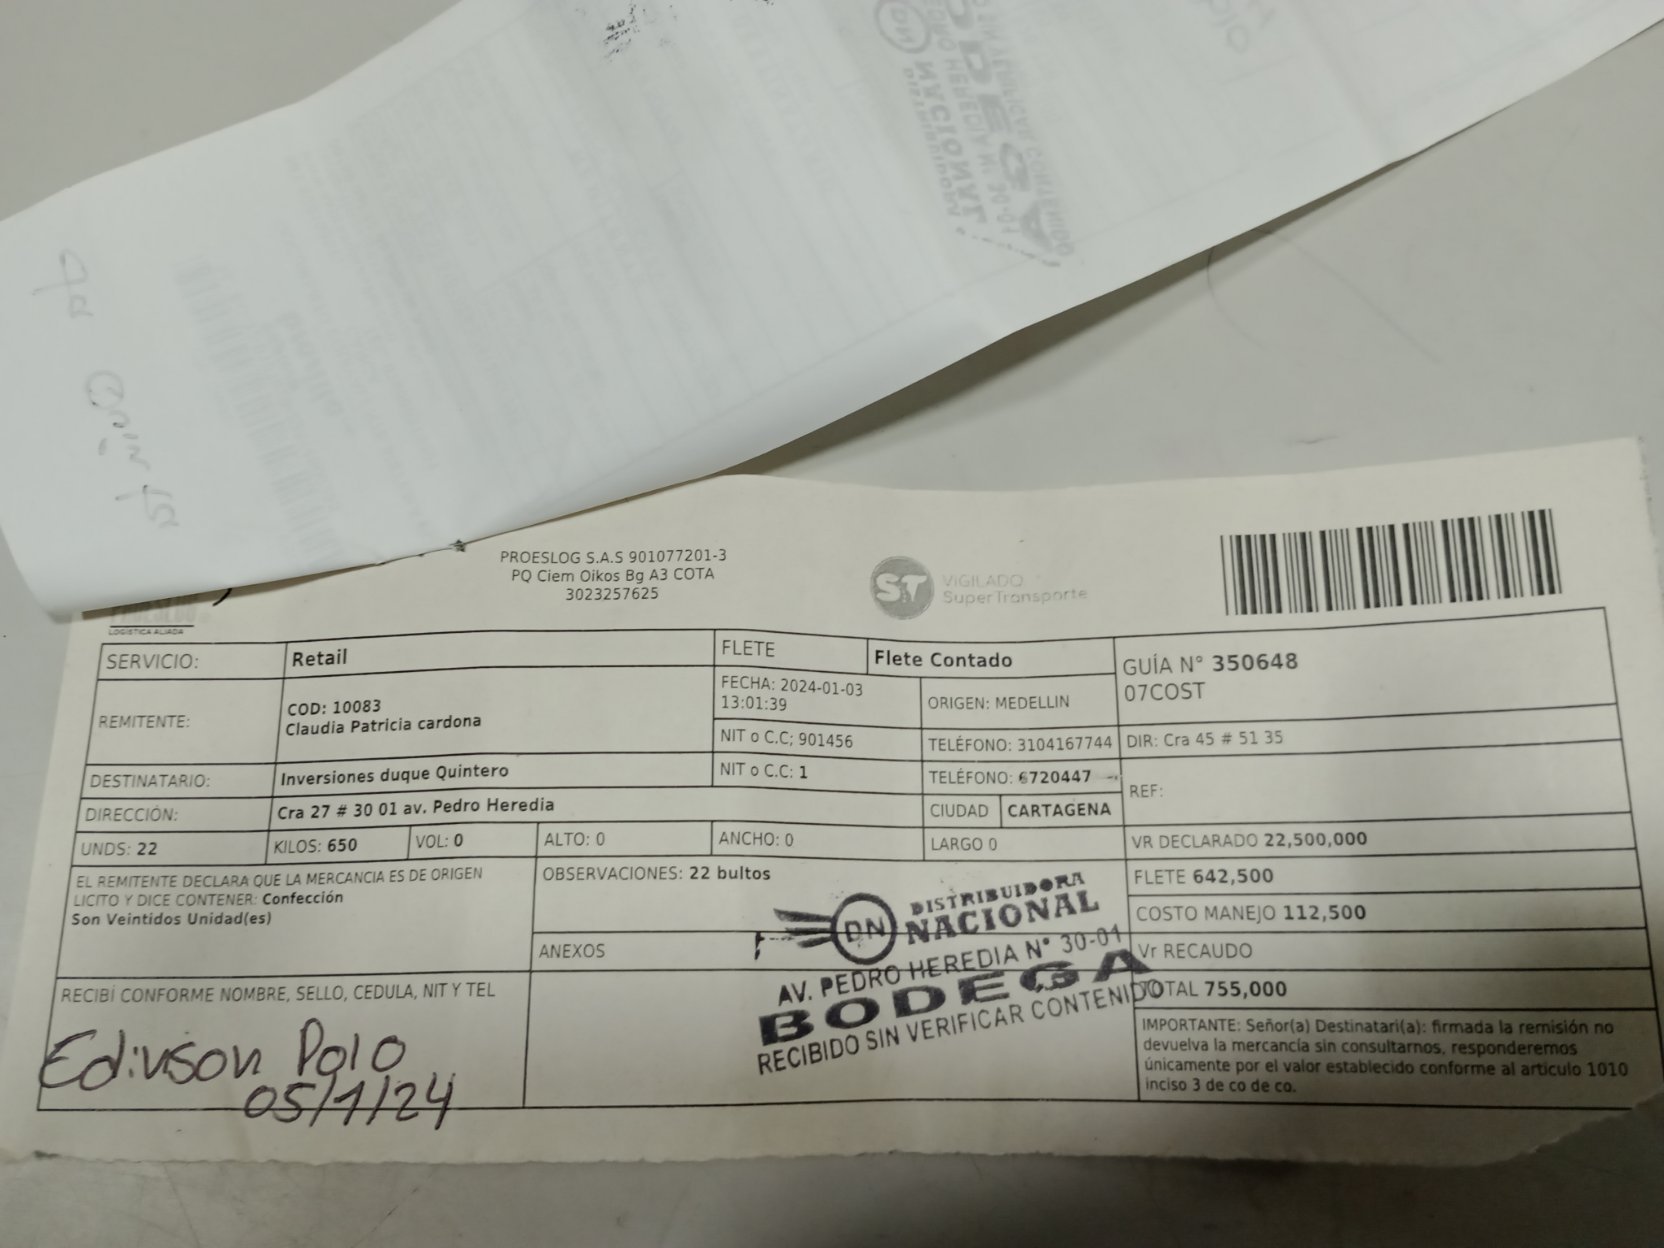 PROESLOG S.A.S 901077201-3
PQ Ciem Oikos Bg A3 COTA
3023257625
LOGÍSTICA ALIADA
ST VIGILADO
SuperTransporte
SERVICIO: Retail
FLETE Flete Contado
GUÍA N° 350648
07COST
REMITENTE: COD: 10083
Claudia Patricia cardona
FECHA: 2024-01-03
13:01:39
ORIGEN: MEDELLIN
NIT o C.C; 901456
TELÉFONO: 3104167744
DIR: Cra 45 # 51 35
DESTINATARIO: Inversiones duque Quintero
NIT o C.C: 1
TELÉFONO: 6720447
REF:
DIRECCIÓN: Cra 27 # 30 01 av. Pedro Heredia
CIUDAD CARTAGENA
UNDS: 22 KILOS: 650 VOL: 0 ALTO: 0 ANCHO: 0 LARGO 0
VR DECLARADO 22,500,000
EL REMITENTE DECLARA QUE LA MERCANCIA ES DE ORIGEN
LICITO Y DICE CONTENER: Confección
Son Veintidos Unidad(es)
OBSERVACIONES: 22 bultos
FLETE 642,500
COSTO MANEJO 112,500
ANEXOS
Vr RECAUDO
TOTAL 755,000
DN DISTRIBUIDORA
NACIONAL
AV. PEDRO HEREDIA N° 30-01
BODEGA
RECIBIDO SIN VERIFICAR CONTENIDO
RECIBÍ CONFORME NOMBRE, SELLO, CEDULA, NIT Y TEL
Edinson Polo
05/1/24
IMPORTANTE: Señor(a) Destinatari(a): firmada la remisión no
devuelva la mercancía sin consultarnos, responderemos
únicamente por el valor establecido conforme al articulo 1010
inciso 3 de co de co.